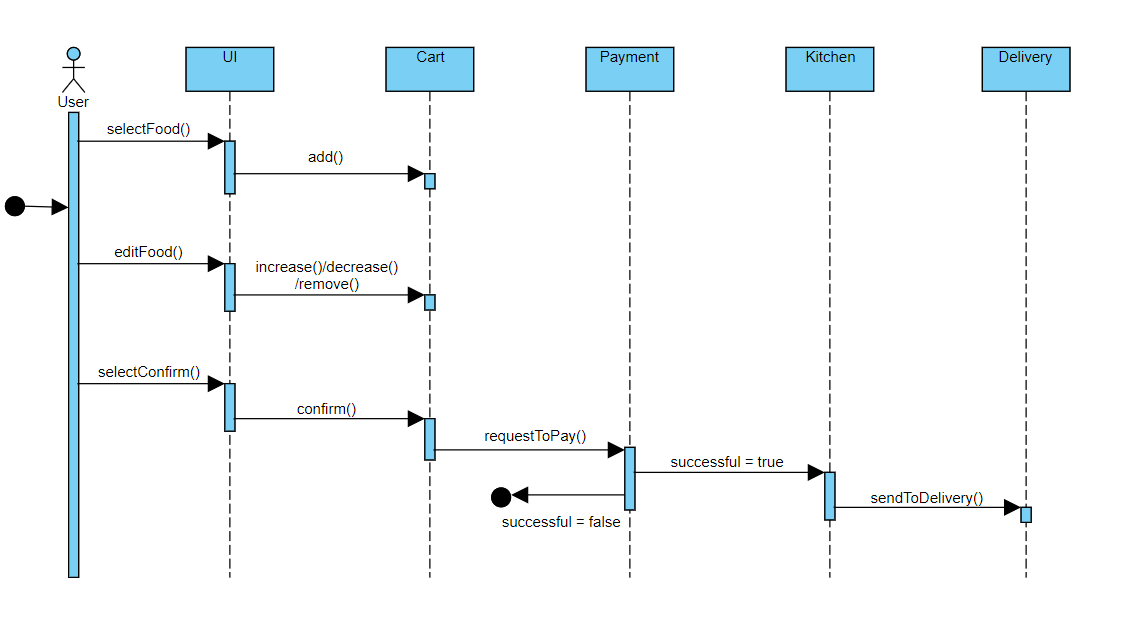 UI
Cart
Payment
Kitchen
Delivery
User
selectFood()
add()
editFood()
increase()/decrease()
/remove()
selectConfirm()
confirm()
requestToPay()
successful = true
sendToDelivery()
successful = false